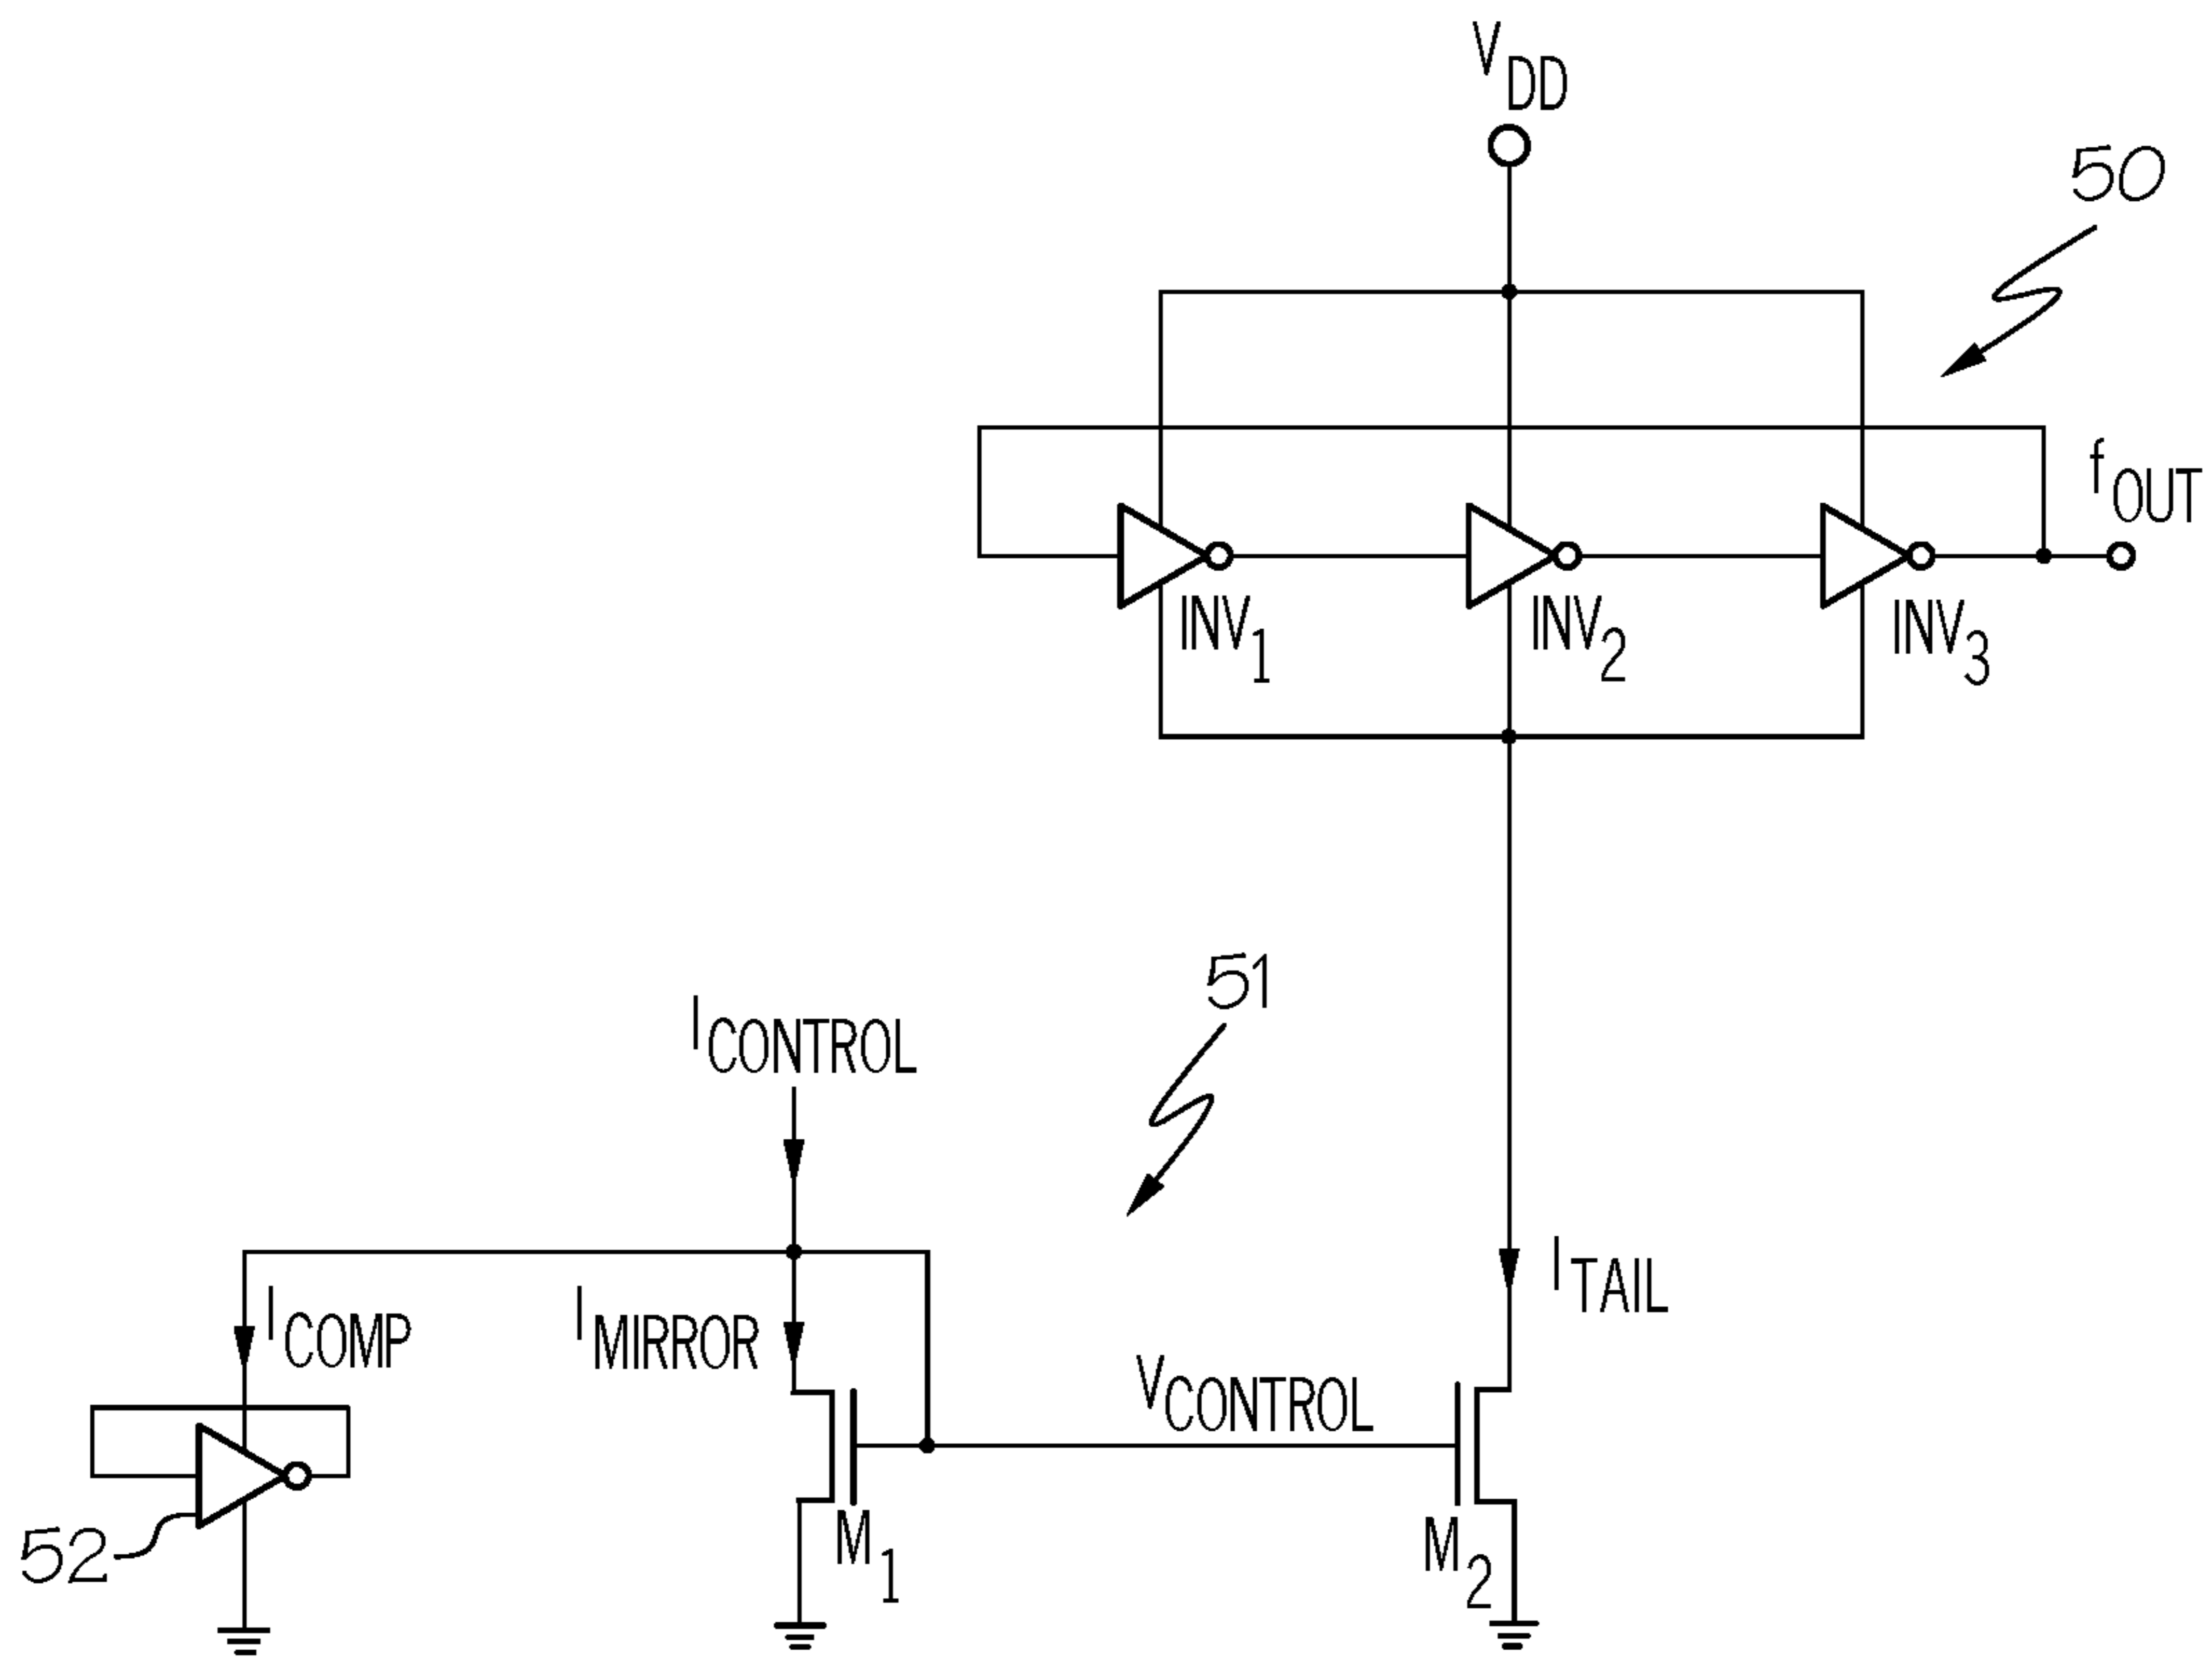 VDD
50
fOUT
INV1
INV2
INV3
51
ICONTROL
ICOMP
IMIRROR
ITAIL
VCONTROL
M1
M2
52